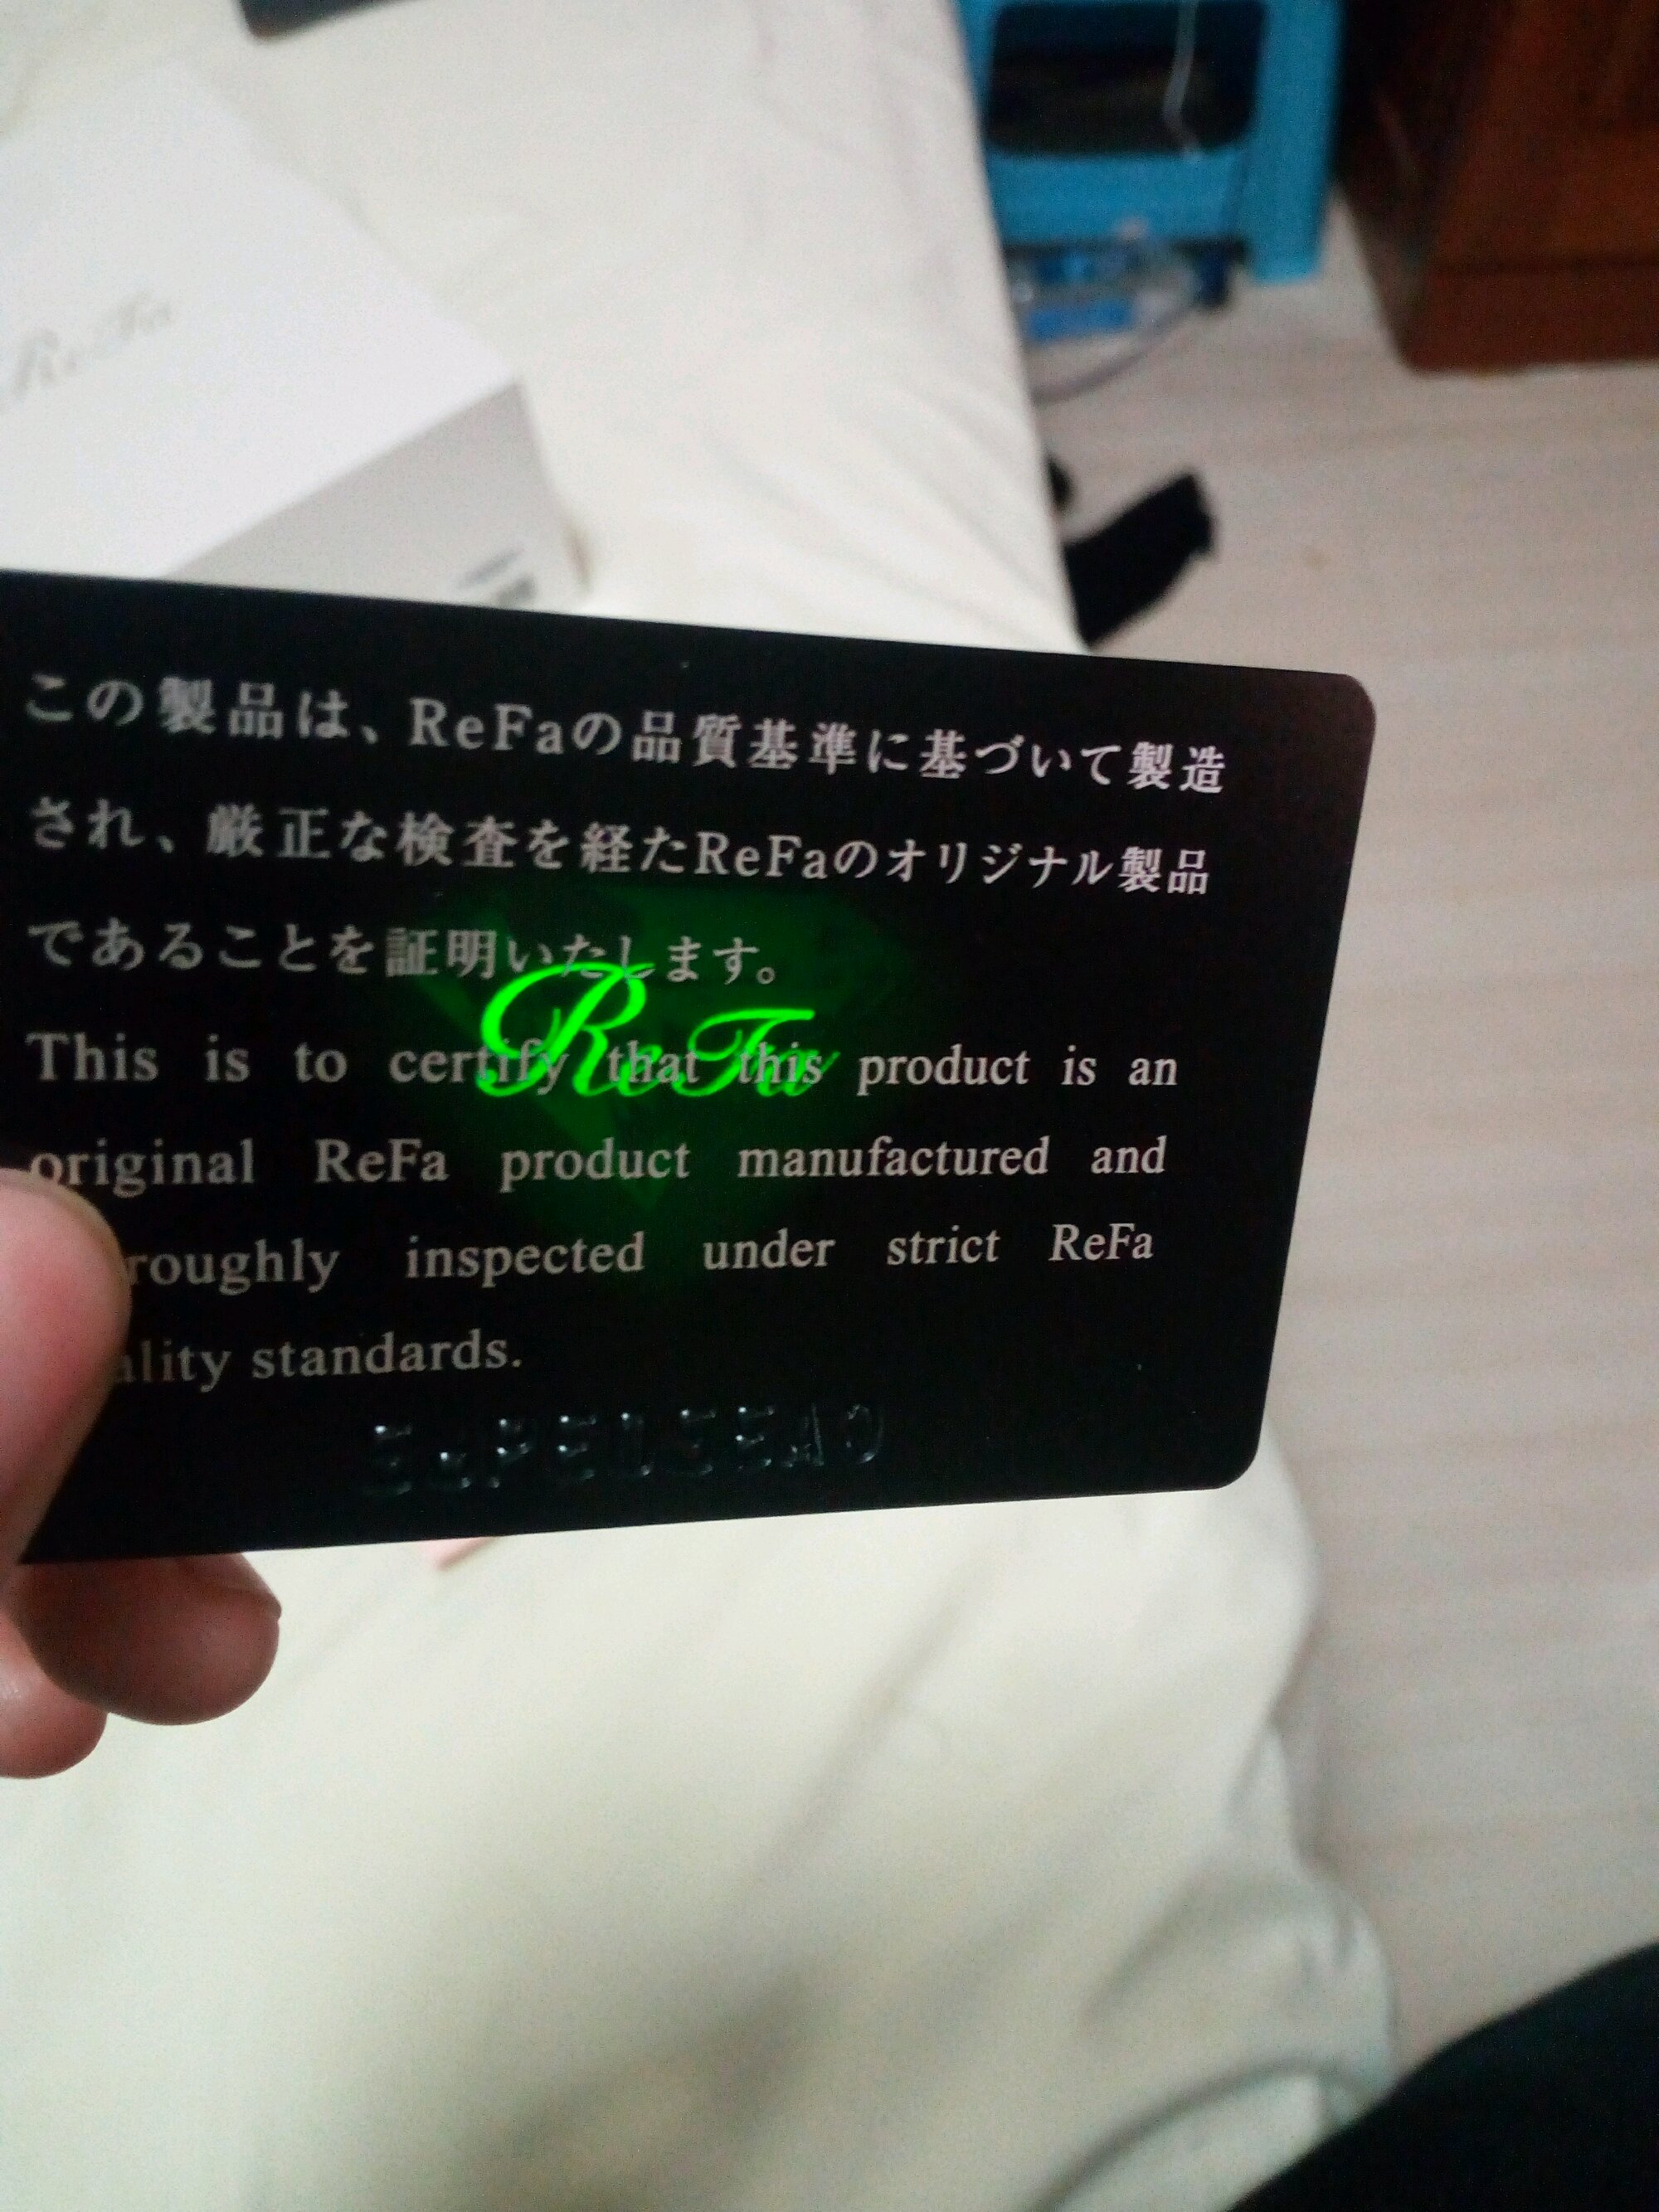 ReFa
この製品は、ReFaの品質基準に基づいて製造
され、厳正な検査を経たReFaのオリジナル製品
であることを証明いたします。
ReFa
This is to certify that this product is an
original ReFa product manufactured and
roughly inspected under strict ReFa
ality standards.